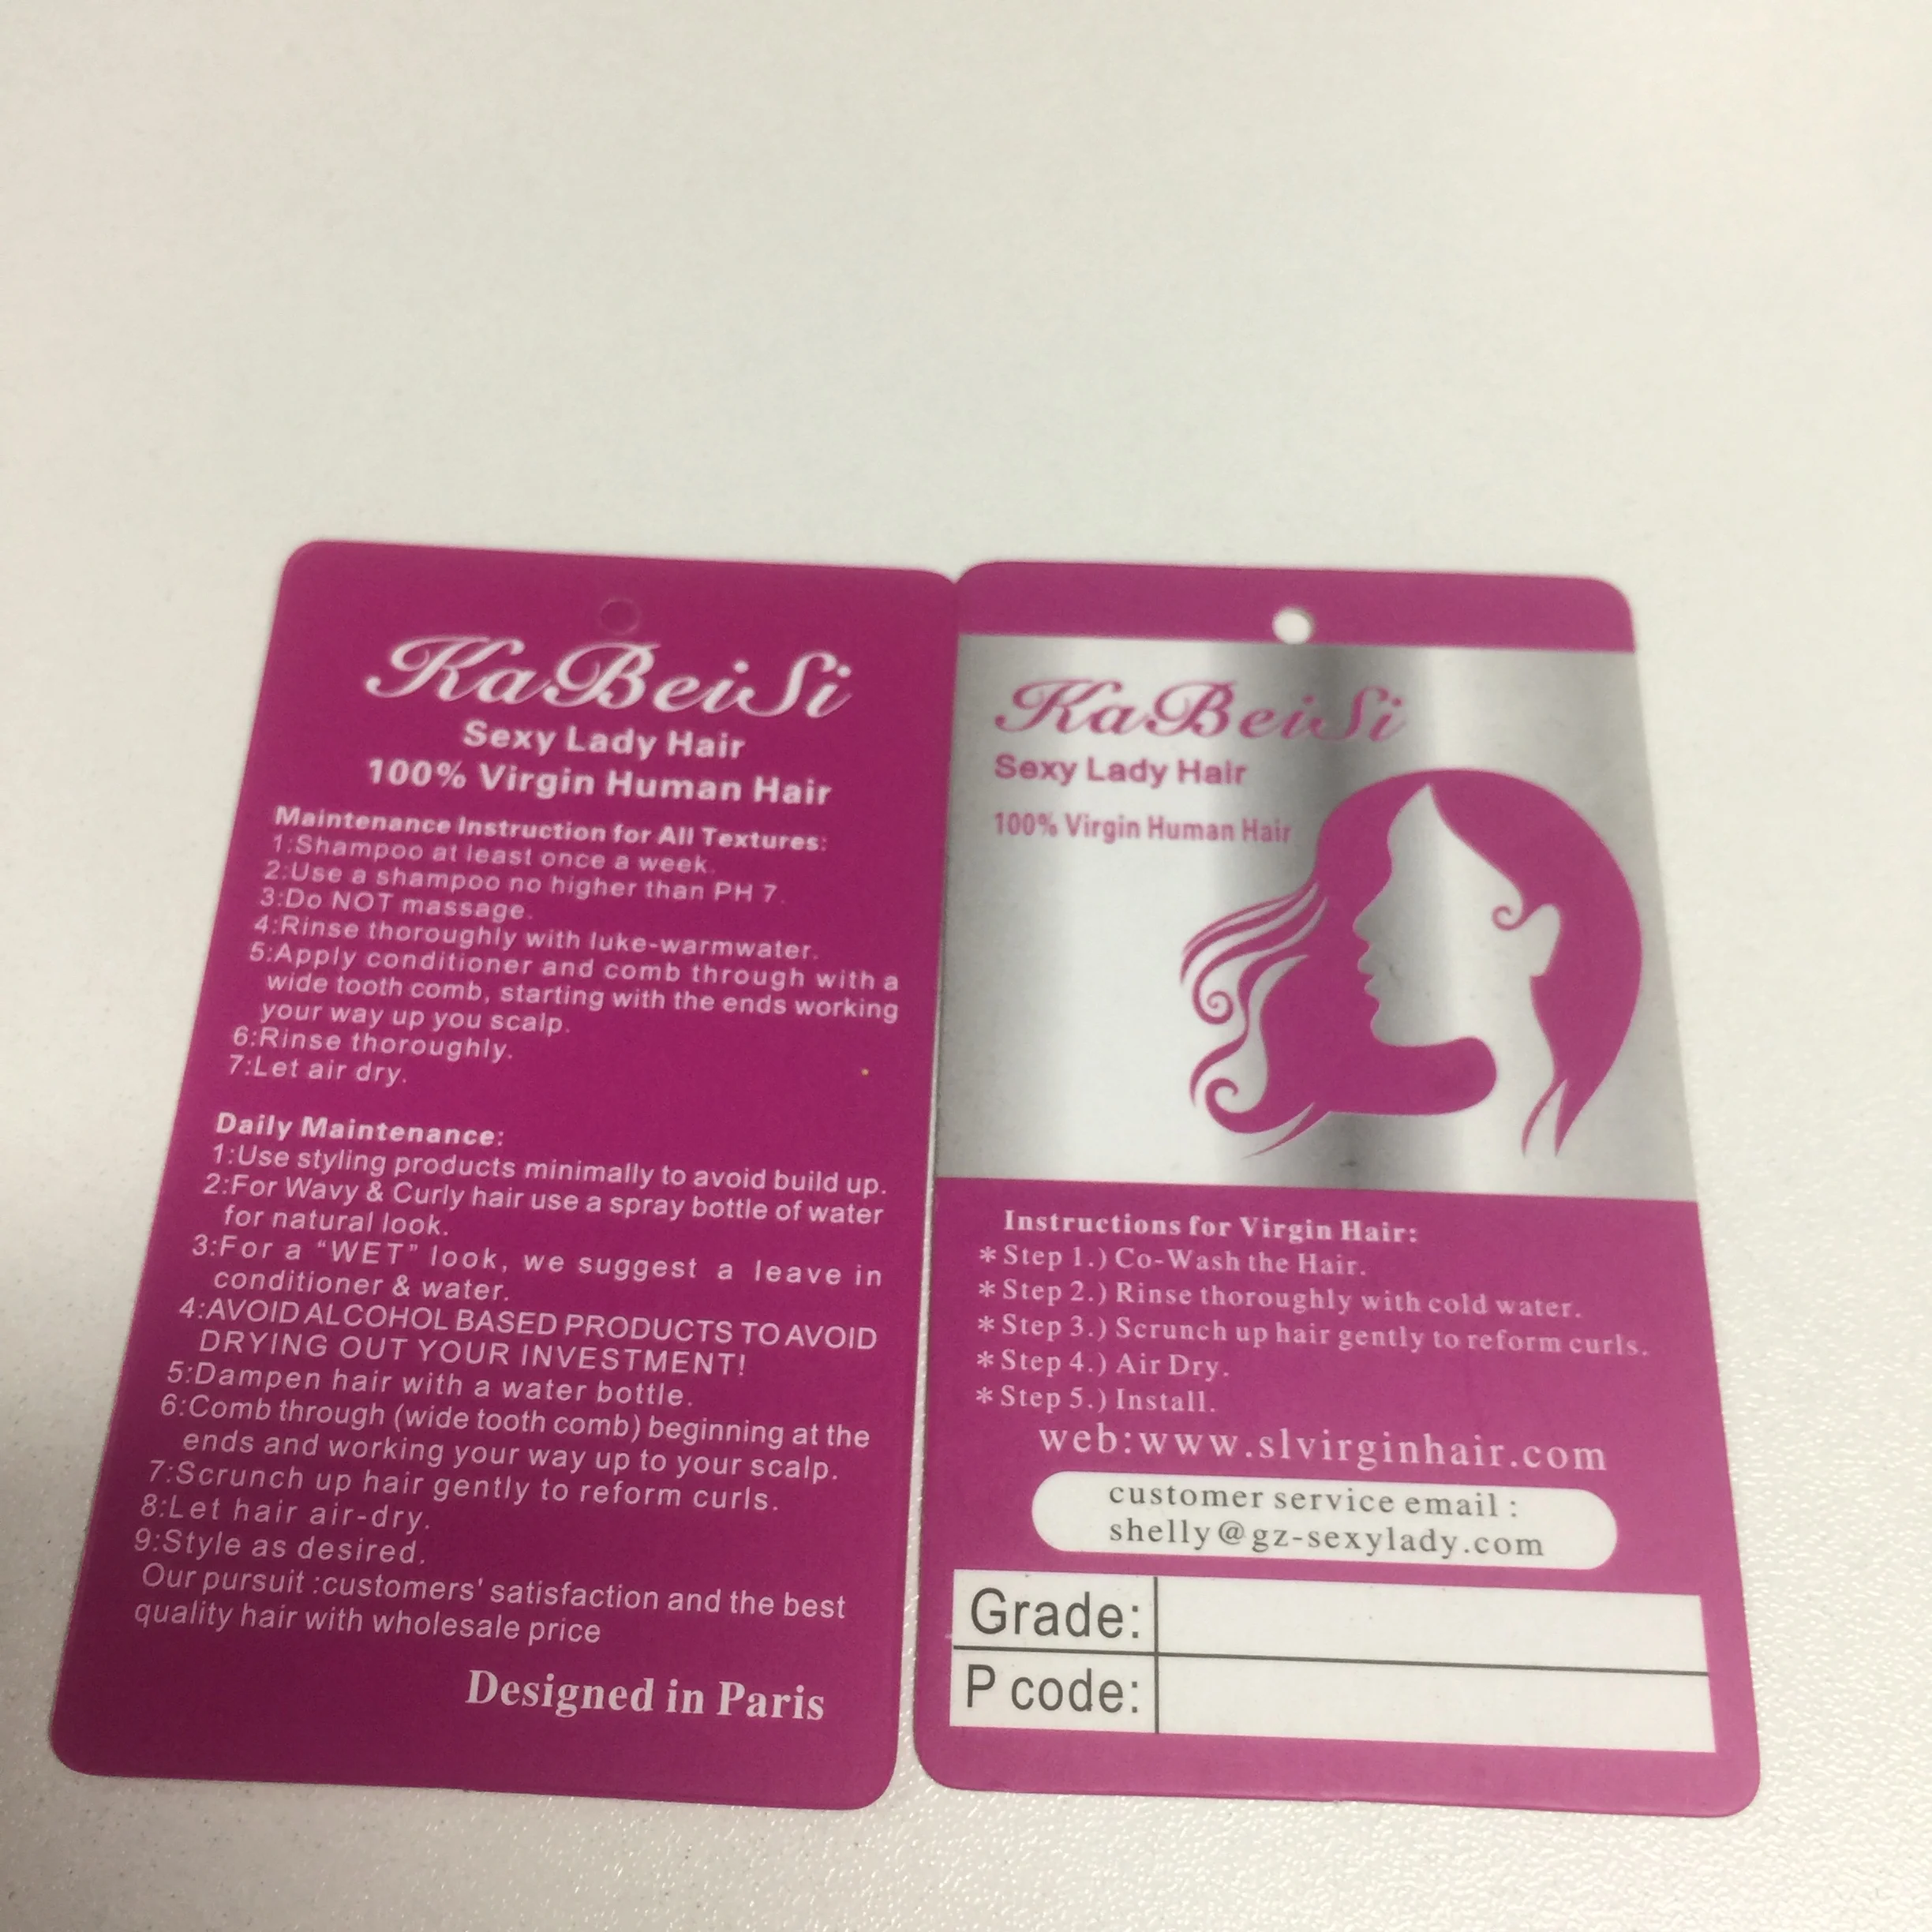 KaBeiSi
Sexy Lady Hair
100% Virgin Human Hair
Maintenance Instruction for All Textures:
1:Shampoo at least once a week.
2:Use a shampoo no higher than PH 7.
3:Do NOT massage.
4:Rinse thoroughly with luke-warmwater.
5:Apply conditioner and comb through with a
wide tooth comb, starting with the ends working
your way up you scalp.
6:Rinse thoroughly.
7:Let air dry.
Daily Maintenance:
1:Use styling products minimally to avoid build up.
2:For Wavy & Curly hair use a spray bottle of water
for natural look.
3:For a “WET” look, we suggest a leave in
conditioner & water.
4:AVOID ALCOHOL BASED PRODUCTS TO AVOID
DRYING OUT YOUR INVESTMENT!
5:Dampen hair with a water bottle.
6:Comb through (wide tooth comb) beginning at the
ends and working your way up to your scalp.
7:Scrunch up hair gently to reform curls.
8:Let hair air-dry.
9:Style as desired.
Our pursuit :customers' satisfaction and the best
quality hair with wholesale price
Designed in Paris
KaBeiSi
Sexy Lady Hair
100% Virgin Human Hair
Instructions for Virgin Hair:
*Step 1.) Co-Wash the Hair.
*Step 2.) Rinse thoroughly with cold water.
*Step 3.) Scrunch up hair gently to reform curls.
*Step 4.) Air Dry.
*Step 5.) Install.
web:www.slvirginhair.com
customer service email :
shelly@gz-sexylady.com
Grade:
P code: